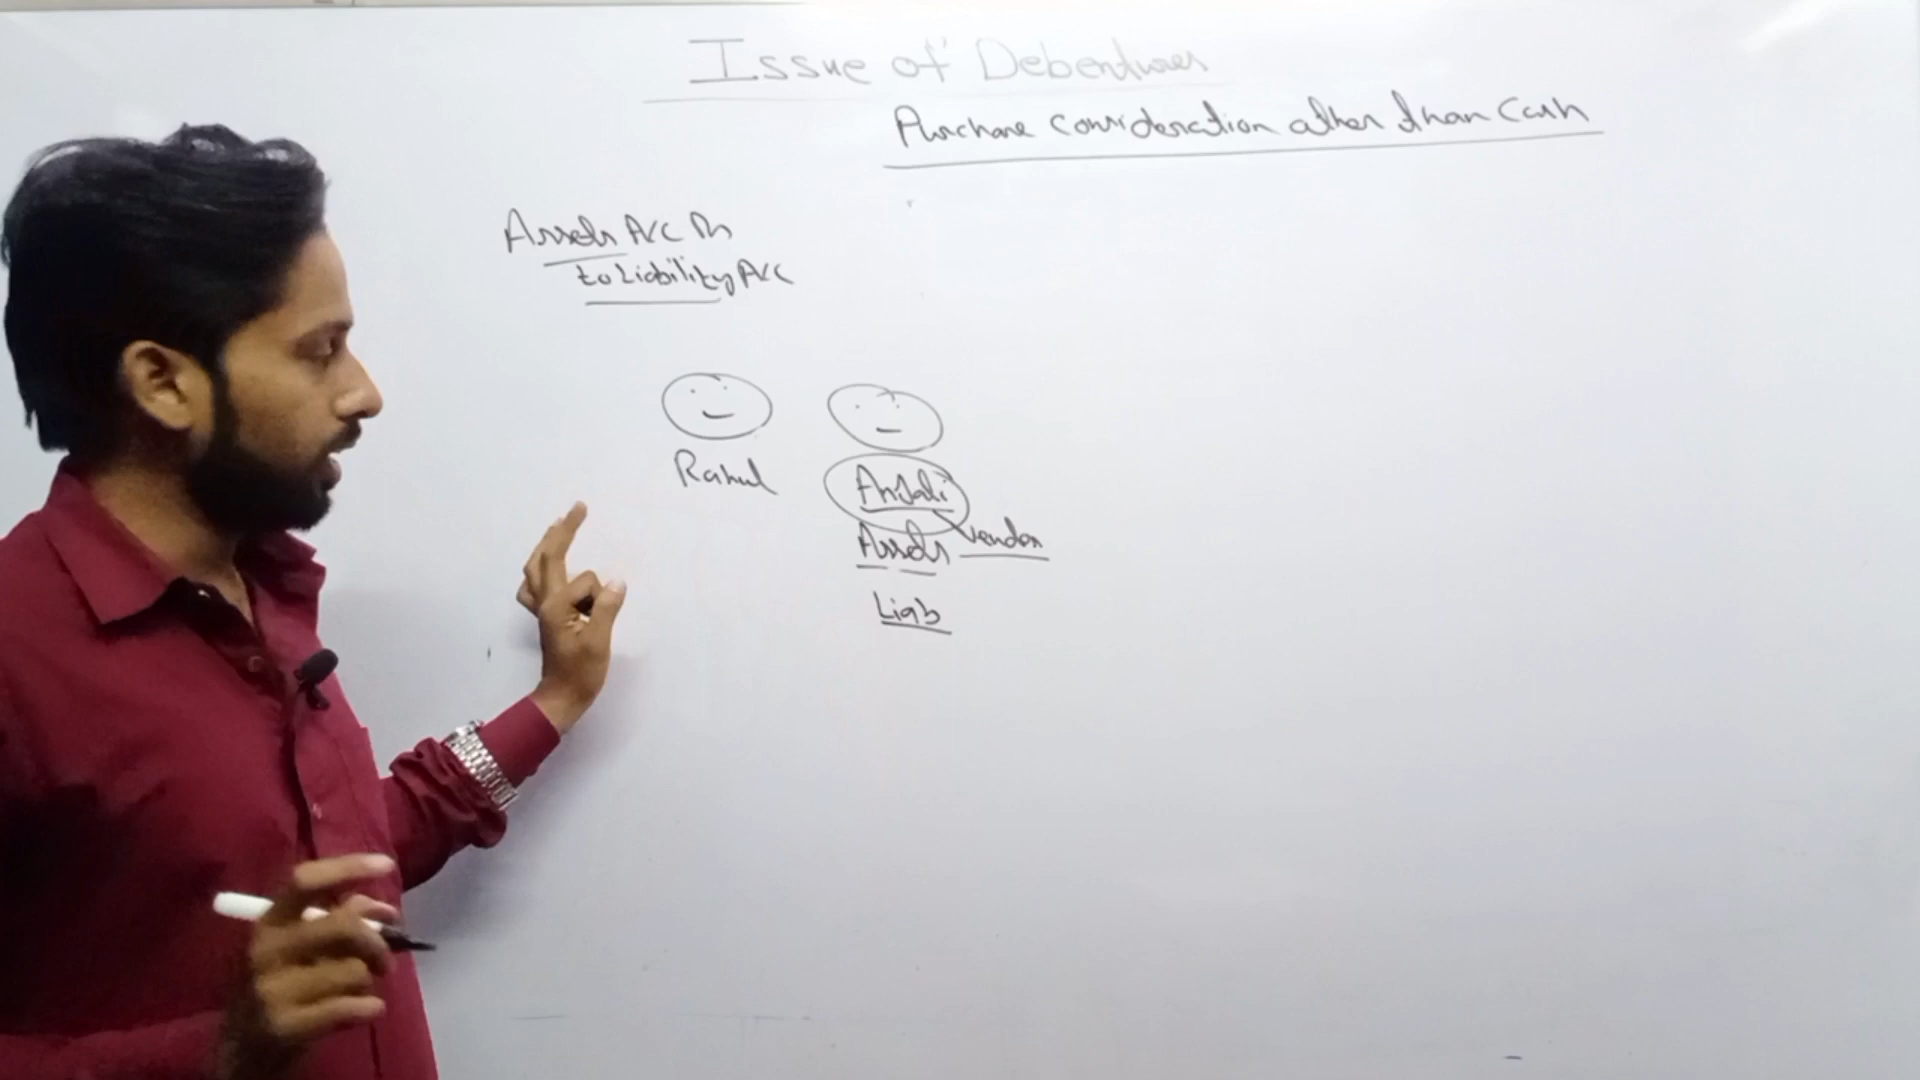 Issue of Debentures
Purchase consideration other than Cash
Assets A/C Dr
to Liability A/C
Rahul
Anjali
Assets
Vendor
Liab